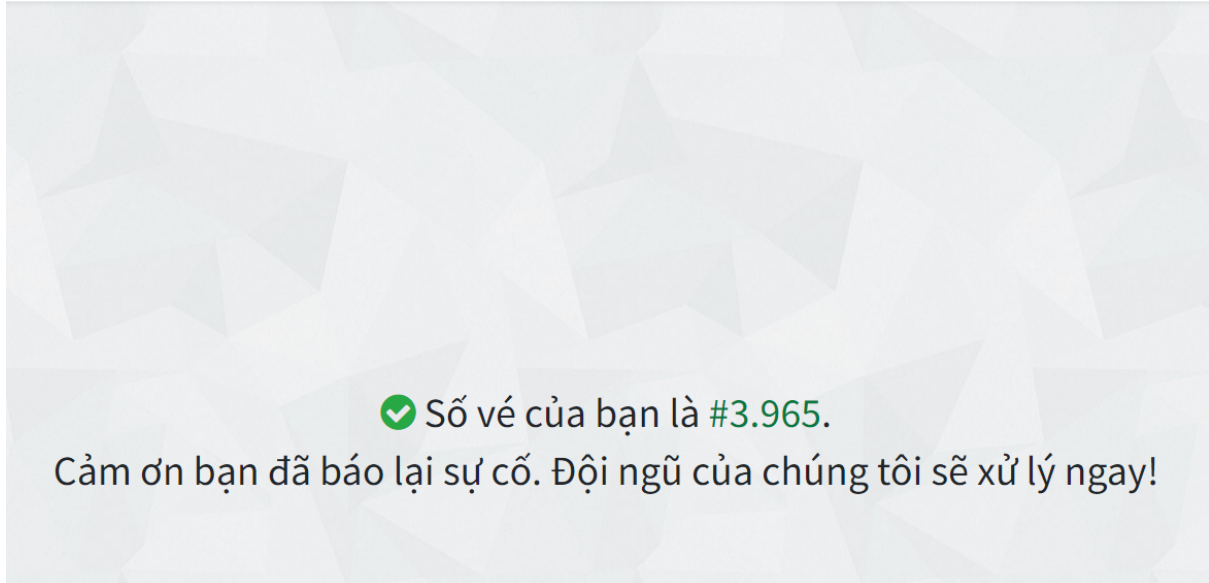 Số vé của bạn là #3.965.
Cảm ơn bạn đã báo lại sự cố. Đội ngũ của chúng tôi sẽ xử lý ngay!